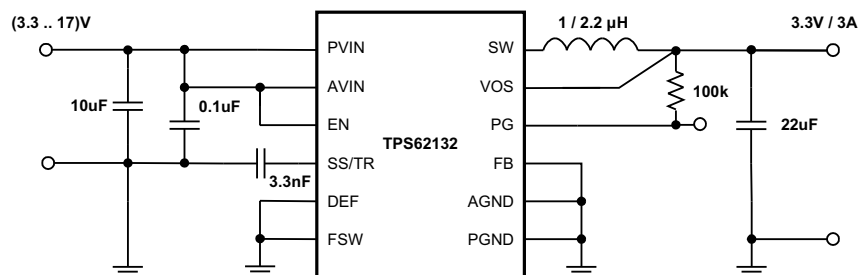 (3.3 .. 17)V
1 / 2.2 µH
3.3V / 3A
PVIN
SW
AVIN
VOS
10uF
0.1uF
100k
EN
PG
22uF
TPS62132
SS/TR
FB
3.3nF
DEF
AGND
FSW
PGND